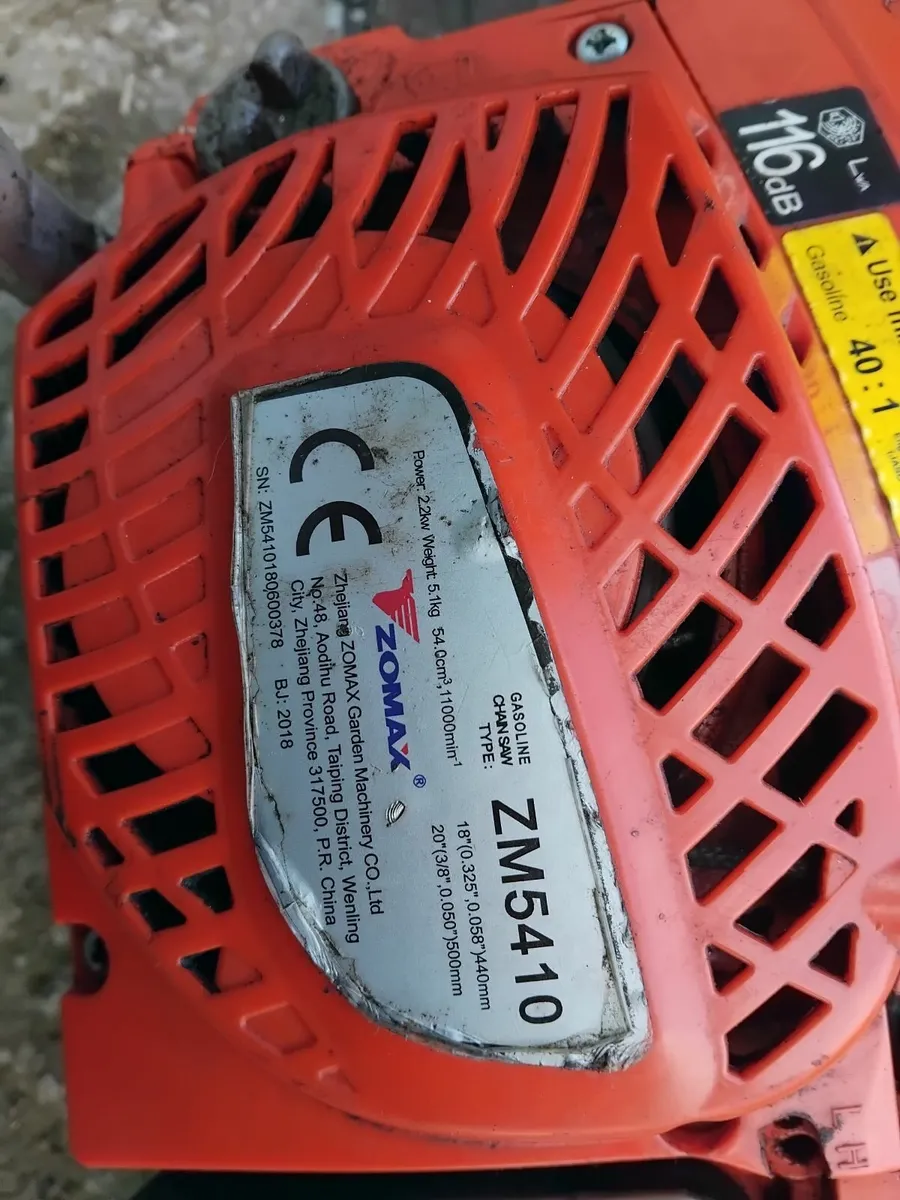 GASOLINE
CHAIN SAW
TYPE: ZM5410
18"(0.325",0.058")440mm
20"(3/8",0.050")500mm
Power: 2.2kw Weight: 5.1kg 54.0cm³,11000min⁻¹
ZOMAX ®
CE
Zhejiang ZOMAX Garden Machinery CO.,Ltd
No.48, Aodihu Road, Taiping District, Wenling
City, Zhejiang Province 317500, P.R. China
SN: ZM5410180600378 BJ: 2018
LWA
116dB
Use
Gasoline 40:1
L H